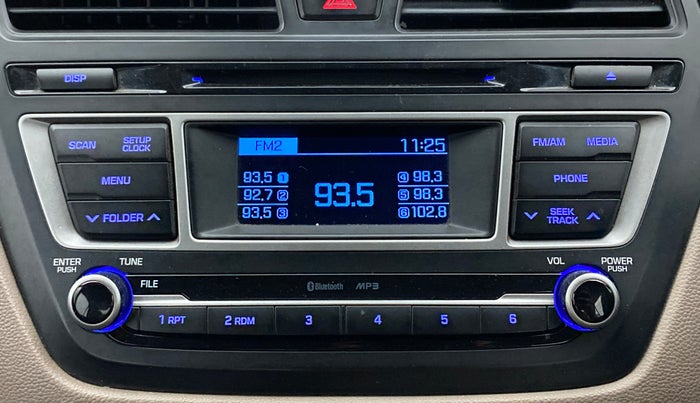 DISP
SCAN SETUP CLOCK
FM2 11:25
FM/AM MEDIA
93.5 1 4 98.3
MENU 92.7 2 93.5 5 98.3 PHONE
93.5 3 6 102.8
FOLDER SEEK TRACK
ENTER PUSH TUNE VOL POWER PUSH
FILE Bluetooth MP3
1 RPT 2 RDM 3 4 5 6